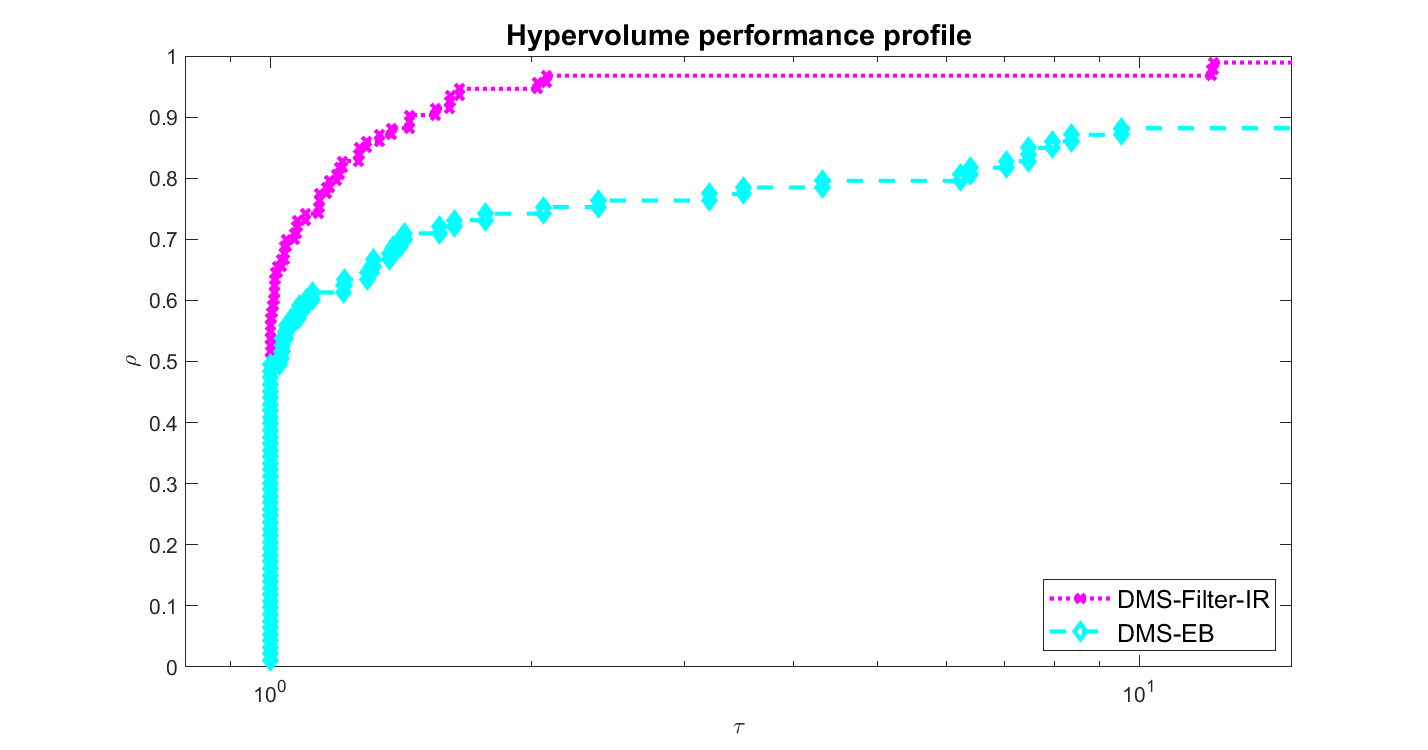 Hypervolume performance profile
1
0.9
0.8
0.7
0.6
0.5
0.4
0.3
0.2
0.1
0
ρ
10⁰
10¹
τ
DMS-Filter-IR
DMS-EB